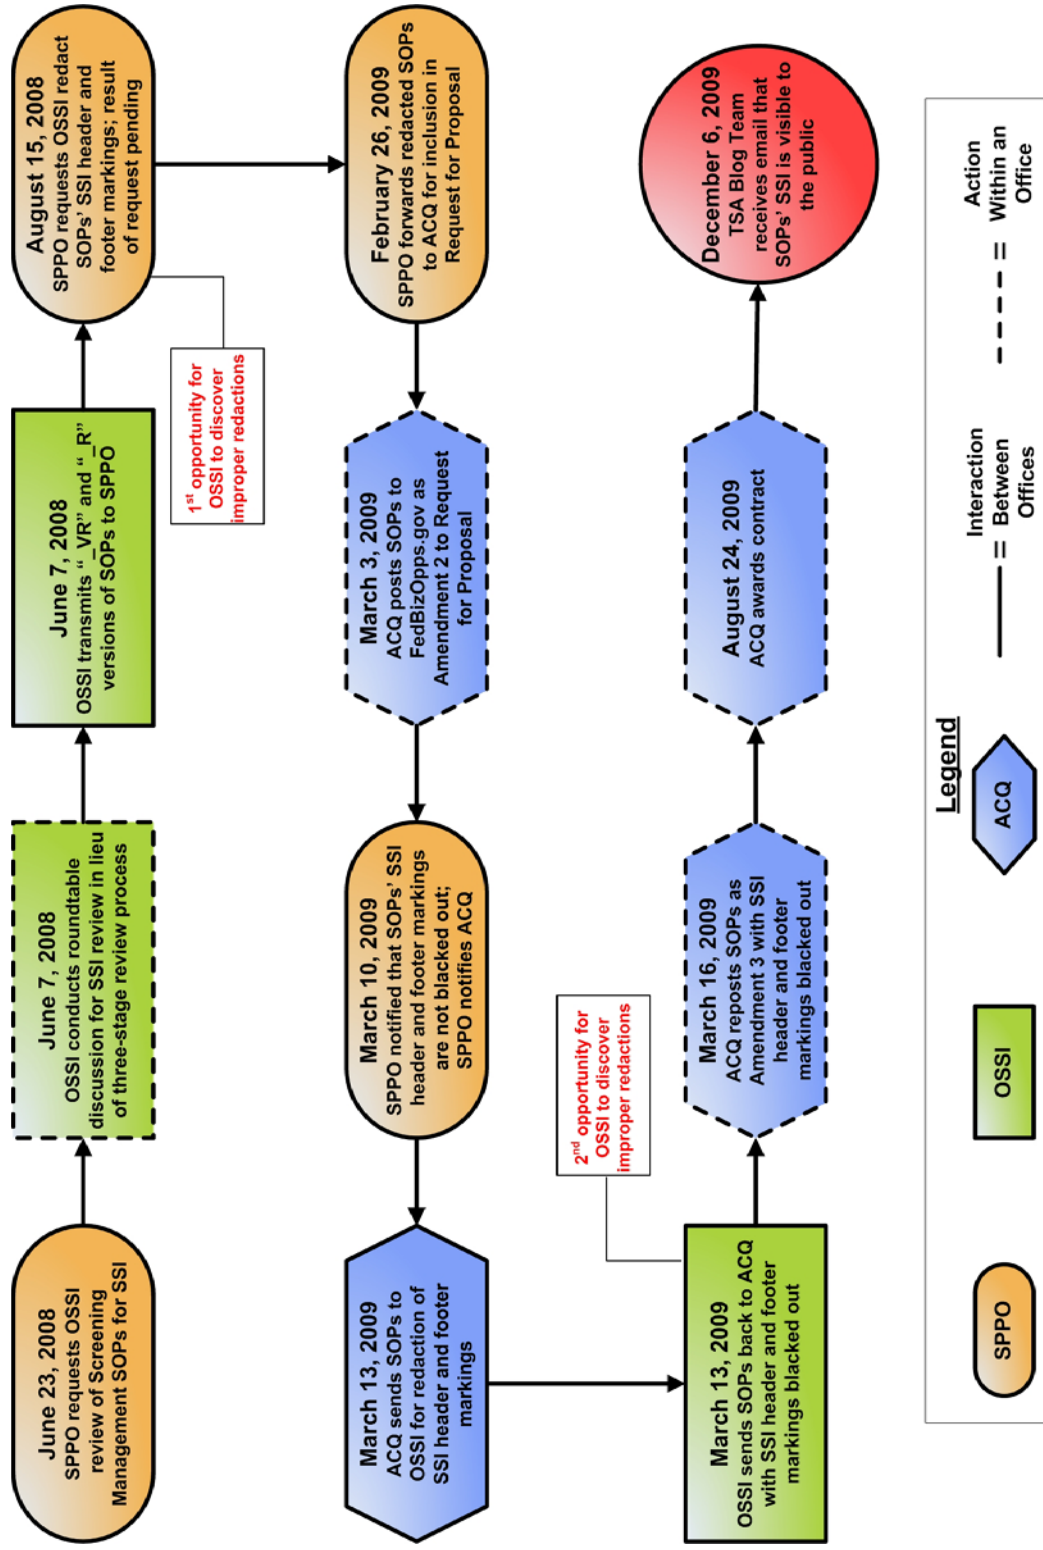 June 23, 2008
SPPO requests OSSI
review of Screening
Management SOPs for SSI
June 7, 2008
OSSI conducts roundtable
discussion for SSI review in lieu
of three-stage review process
June 7, 2008
OSSI transmits “_VR” and “_R”
versions of SOPs to SPPO
August 15, 2008
SPPO requests OSSI redact
SOPs’ SSI header and
footer markings; result
of request pending
1st opportunity for
OSSI to discover
improper redactions
February 26, 2009
SPPO forwards redacted SOPs
to ACQ for inclusion in
Request for Proposal
March 3, 2009
ACQ posts SOPs to
FedBizOpps.gov as
Amendment 2 to Request
for Proposal
March 10, 2009
SPPO notified that SOPs’ SSI
header and footer markings
are not blacked out;
SPPO notifies ACQ
March 13, 2009
ACQ sends SOPs to
OSSI for redaction of
SSI header and footer
markings
2nd opportunity for
OSSI to discover
improper redactions
March 13, 2009
OSSI sends SOPs back to ACQ
with SSI header and footer
markings blacked out
March 16, 2009
ACQ reposts SOPs as
Amendment 3 with SSI
header and footer
markings blacked out
August 24, 2009
ACQ awards contract
December 6, 2009
TSA Blog Team
receives email that
SOPs’ SSI is visible to
the public
Legend
SPPO
OSSI
ACQ
= Interaction
Between
Offices
= Action
Within an
Office